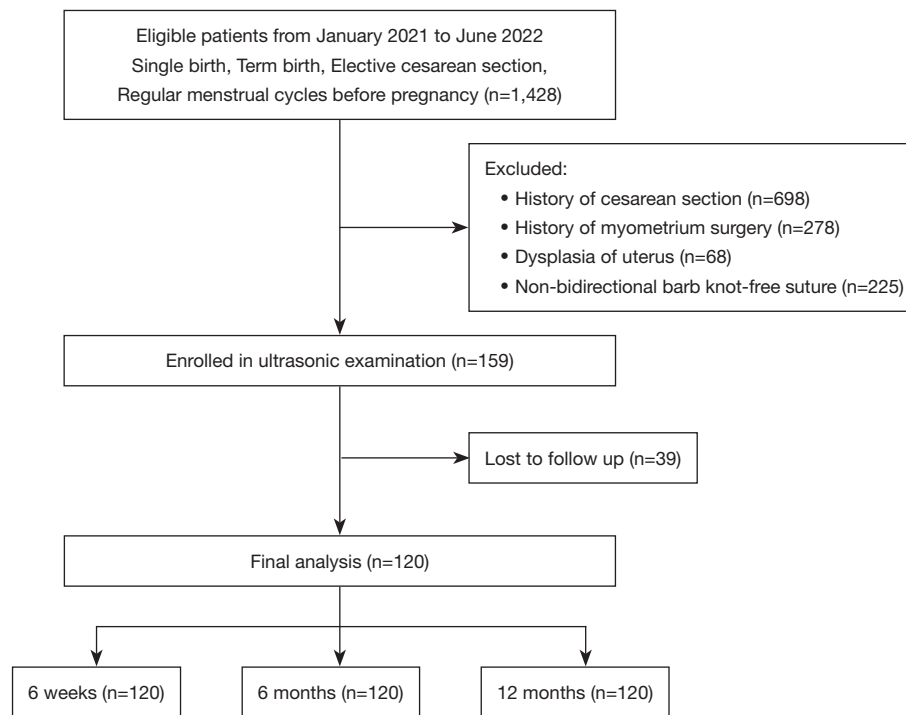 Eligible patients from January 2021 to June 2022
Single birth, Term birth, Elective cesarean section,
Regular menstrual cycles before pregnancy (n=1,428)
Excluded:
• History of cesarean section (n=698)
• History of myometrium surgery (n=278)
• Dysplasia of uterus (n=68)
• Non-bidirectional barb knot-free suture (n=225)
Enrolled in ultrasonic examination (n=159)
Lost to follow up (n=39)
Final analysis (n=120)
6 weeks (n=120)
6 months (n=120)
12 months (n=120)